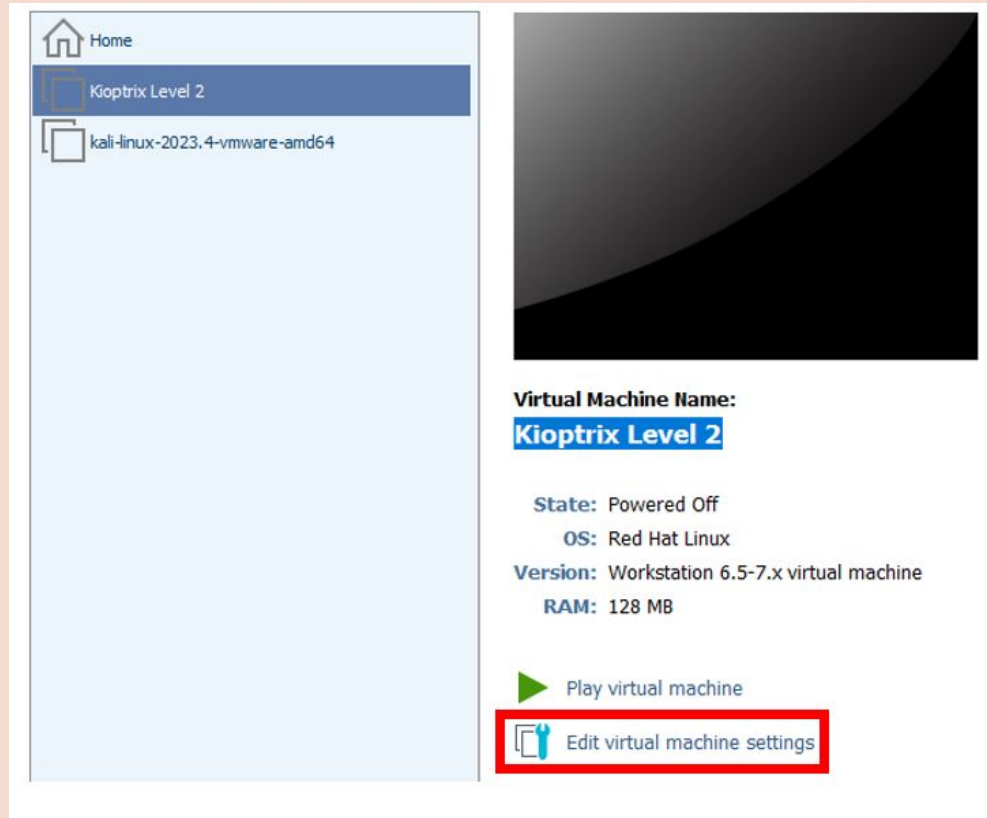 Home
Kioptrix Level 2
kali-linux-2023.4-vmware-amd64
Virtual Machine Name:
Kioptrix Level 2
State: Powered Off
OS: Red Hat Linux
Version: Workstation 6.5-7.x virtual machine
RAM: 128 MB
Play virtual machine
Edit virtual machine settings